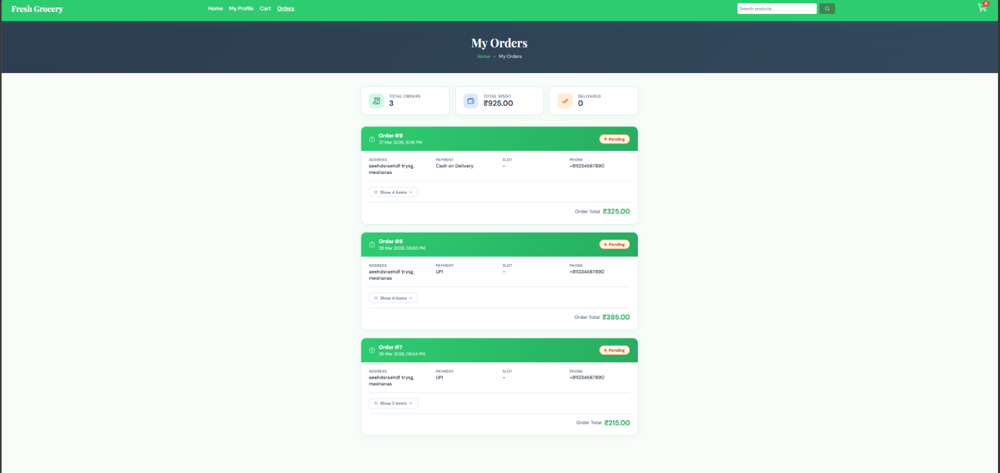 Fresh Grocery
Home My Profile Cart Orders
Search products...
4
My Orders
Home › My Orders
TOTAL ORDERS
3
TOTAL SPENT
₹925.00
DELIVERED
0
Order #9
27 Mar 2026, 10:19 PM
Pending
ADDRESS
aeehdsraehdf trysg,
meshanas
PAYMENT
Cash on Delivery
SLOT
-
PHONE
+911234567890
Show 4 items
Order Total ₹325.00
Order #8
26 Mar 2026, 06:50 PM
Pending
ADDRESS
aeehdsraehdf trysg,
meshanas
PAYMENT
UPI
SLOT
-
PHONE
+911234567890
Show 4 items
Order Total ₹385.00
Order #7
26 Mar 2026, 06:44 PM
Pending
ADDRESS
aeehdsraehdf trysg,
meshanas
PAYMENT
UPI
SLOT
-
PHONE
+911234567890
Show 3 items
Order Total ₹215.00